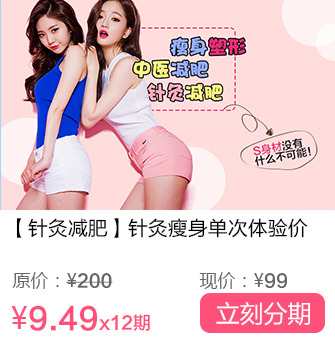 瘦身塑形
中医减肥
针灸减肥
S身材没有
什么不可能!
【针灸减肥】针灸瘦身单次体验价
原价:¥200 现价:¥99
¥9.49x12期 立刻分期